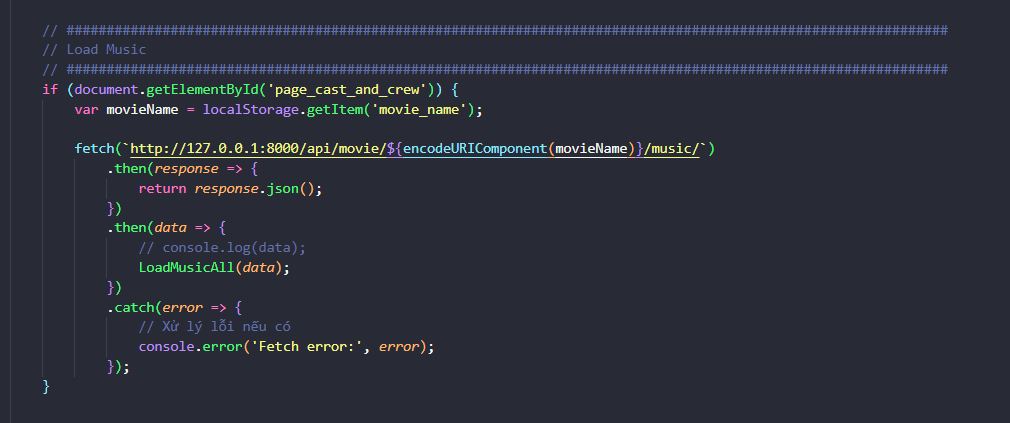 // ##############################################################################################################
// Load Music
// ##############################################################################################################
if (document.getElementById('page_cast_and_crew')) {
var movieName = localStorage.getItem('movie_name');
fetch(`http://127.0.0.1:8000/api/movie/${encodeURIComponent(movieName)}/music/`)
.then(response => {
return response.json();
})
.then(data => {
// console.log(data);
LoadMusicAll(data);
})
.catch(error => {
// Xử lý lỗi nếu có
console.error('Fetch error:', error);
});
}